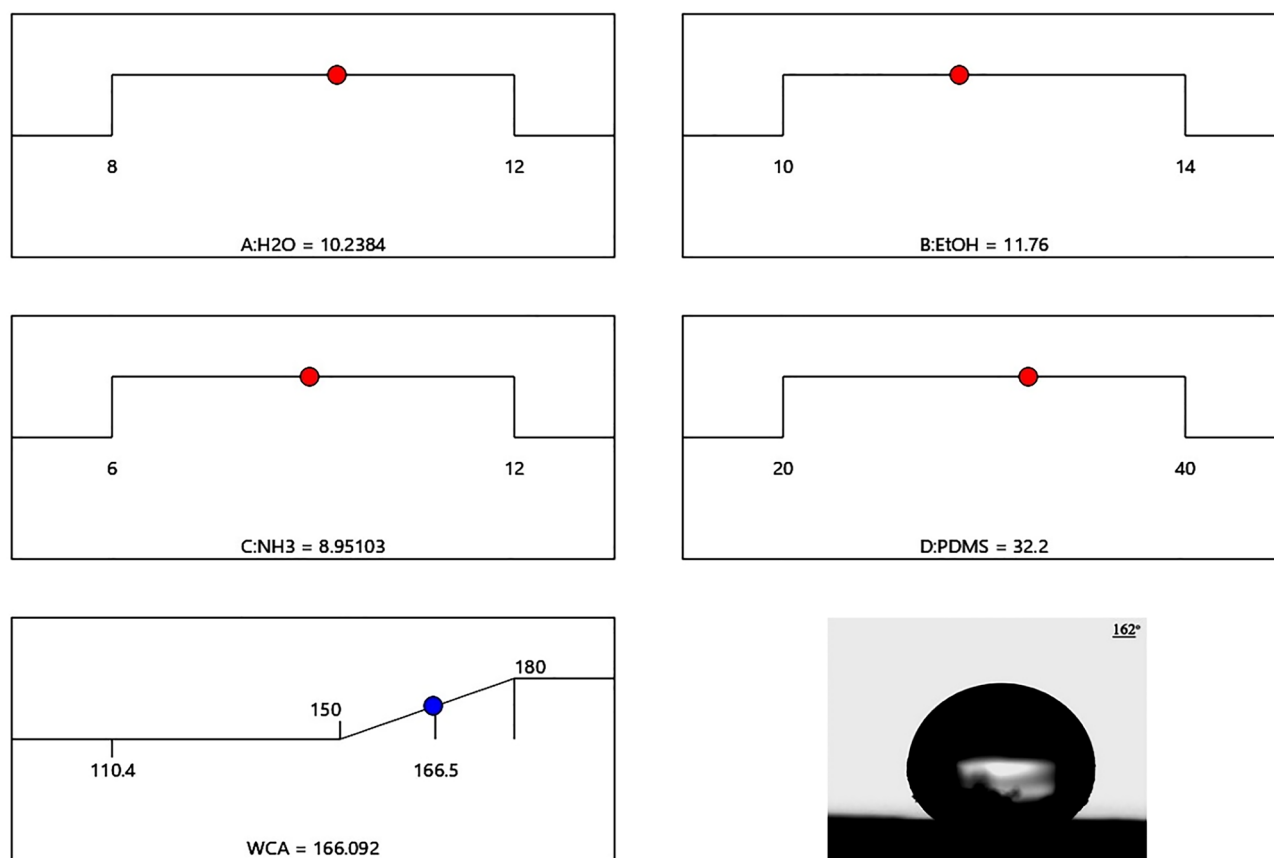 8
12
A:H2O = 10.2384
10
14
B:EtOH = 11.76
6
12
C:NH3 = 8.95103
20
40
D:PDMS = 32.2
150
180
110.4
166.5
WCA = 166.092
162°